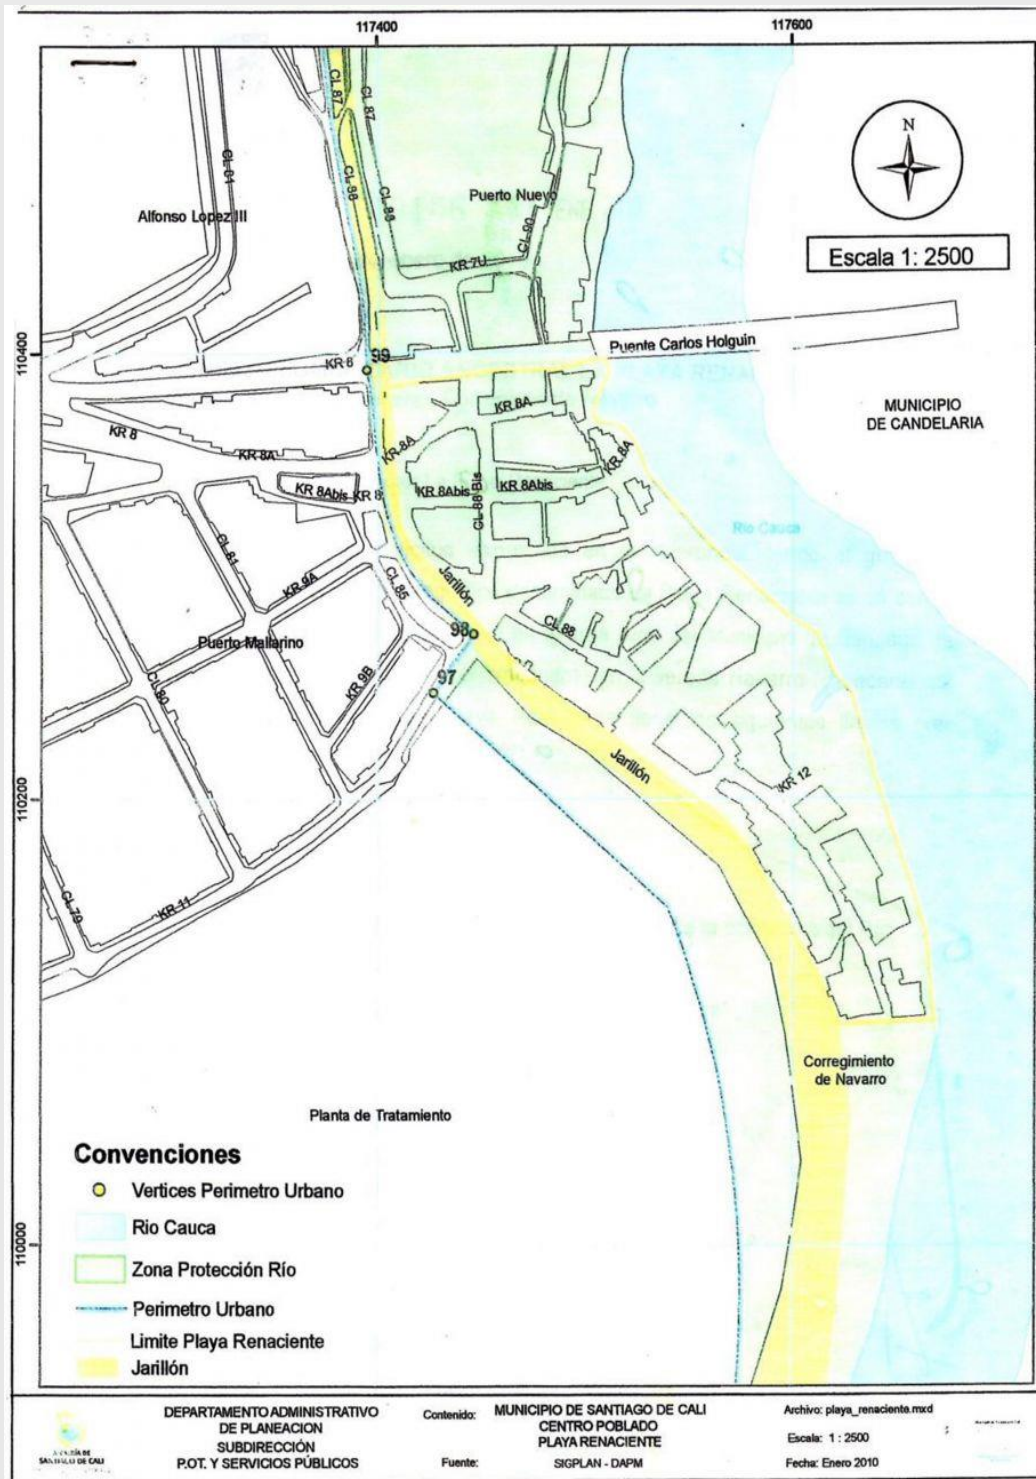 117400
117600
CL 87
CL 87
CL 81
CL 86
CL 88
Puerto Nuevo
Alfonso Lopez III
CL 90
KR 7U
N
Escala 1: 2500
110400
99
KR 8
Puente Carlos Holguin
MUNICIPIO
DE CANDELARIA
KR 8A
KR 8
KR 8A
KR 8A
KR 8A
KR 8Abis
KR 8
KR 8Abis
CL 88 Bis
KR 8Abis
Rio Cauca
CL 81
KR 9A
CL 85
Jarillón
98
CL 88
Puerto Mallarino
97
CL 80
KR 9B
Jarillón
KR 12
110200
CL 79
KR 11
Corregimiento
de Navarro
Planta de Tratamiento
110000
Convenciones
Vertices Perimetro Urbano
Rio Cauca
Zona Protección Río
Perimetro Urbano
Limite Playa Renaciente
Jarillón
ALCALDÍA DE
SANTIAGO DE CALI
DEPARTAMENTO ADMINISTRATIVO
DE PLANEACION
SUBDIRECCIÓN
P.O.T. Y SERVICIOS PÚBLICOS
Contenido: MUNICIPIO DE SANTIAGO DE CALI
CENTRO POBLADO
PLAYA RENACIENTE
Fuente: SIGPLAN - DAPM
Archivo: playa_renaciente.mxd
Escala: 1 : 2500
Fecha: Enero 2010